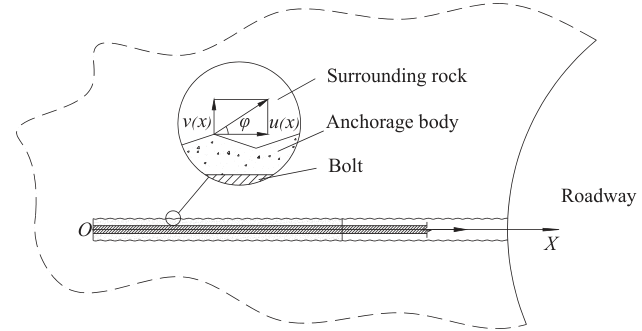 Surrounding rock
v(x)
φ
u(x)
Anchorage body
Bolt
Roadway
O
X